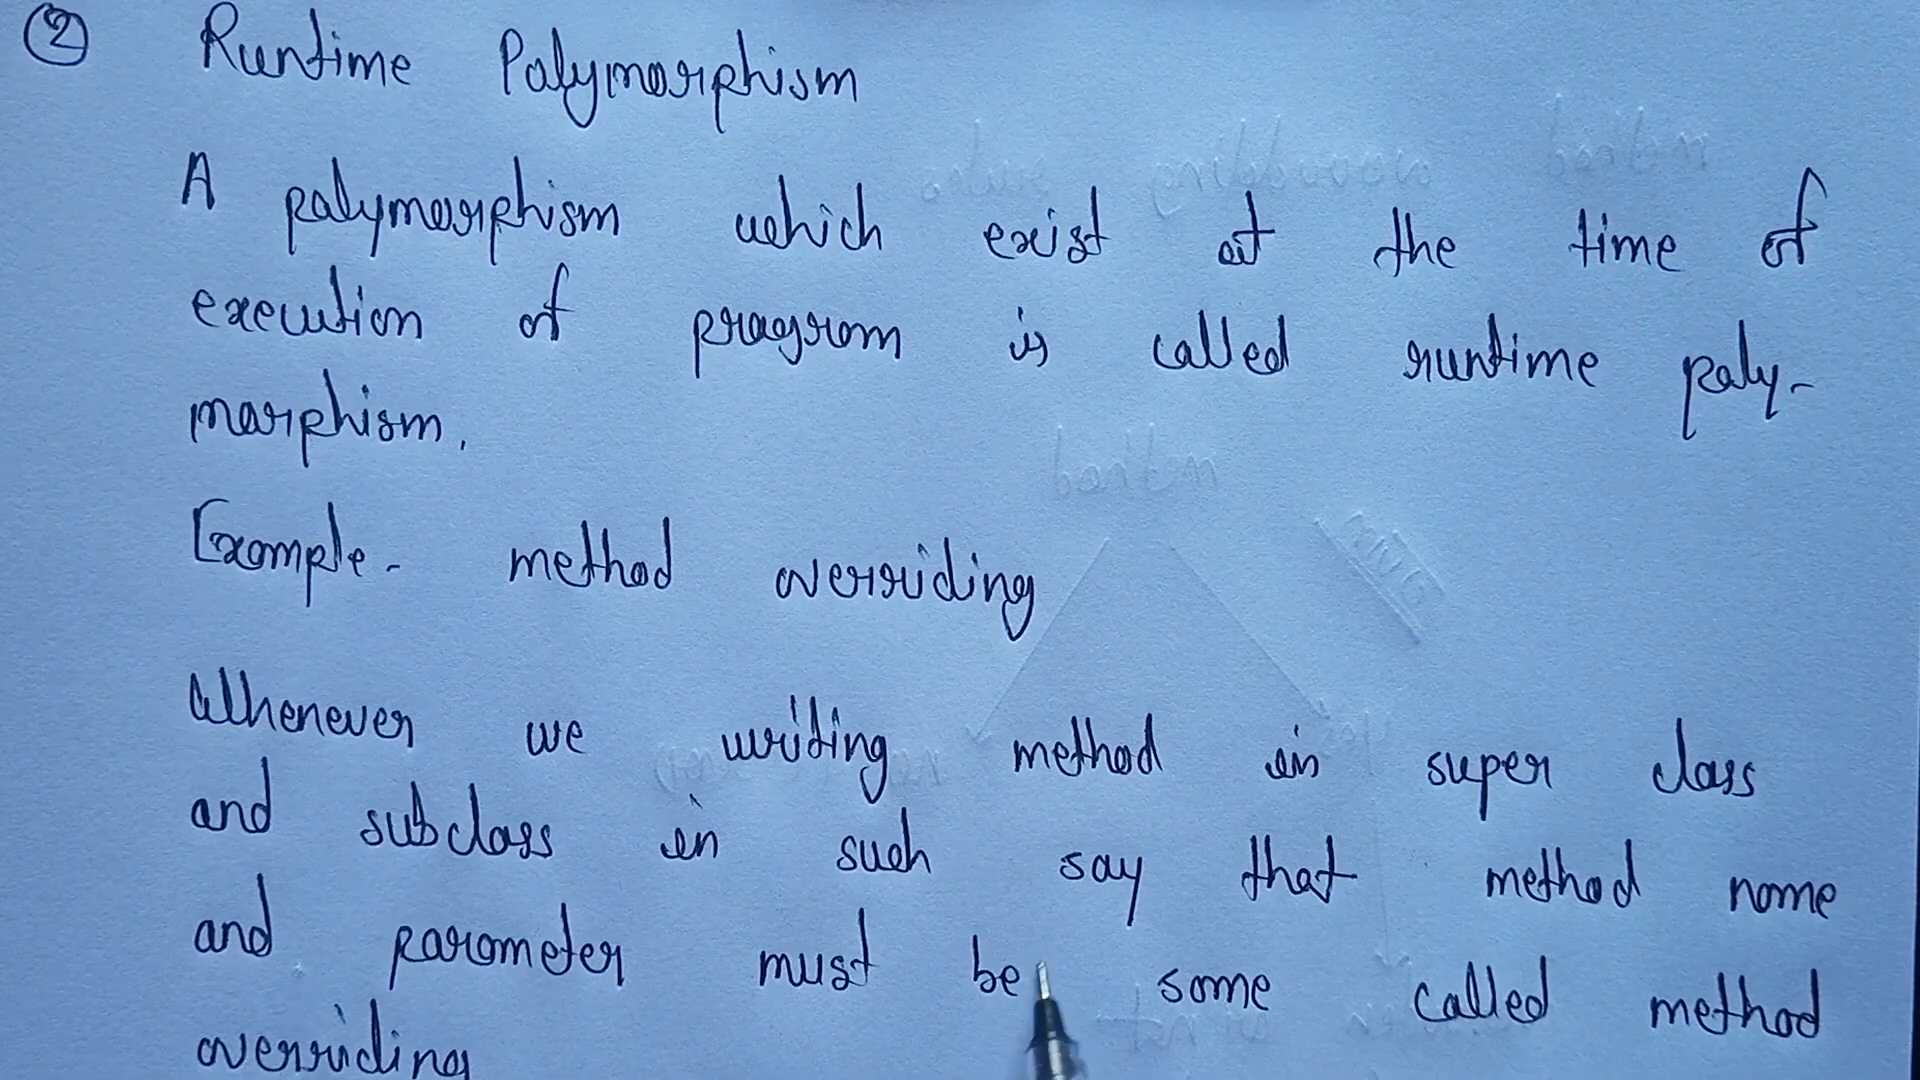 ② Runtime Polymorphism
A polymorphism which exist at the time of
execution of program is called runtime poly-
morphism.
Example - method overriding
Whenever we writing method in super class
and subclass in such say that method name
and parameter must be same called method
overriding